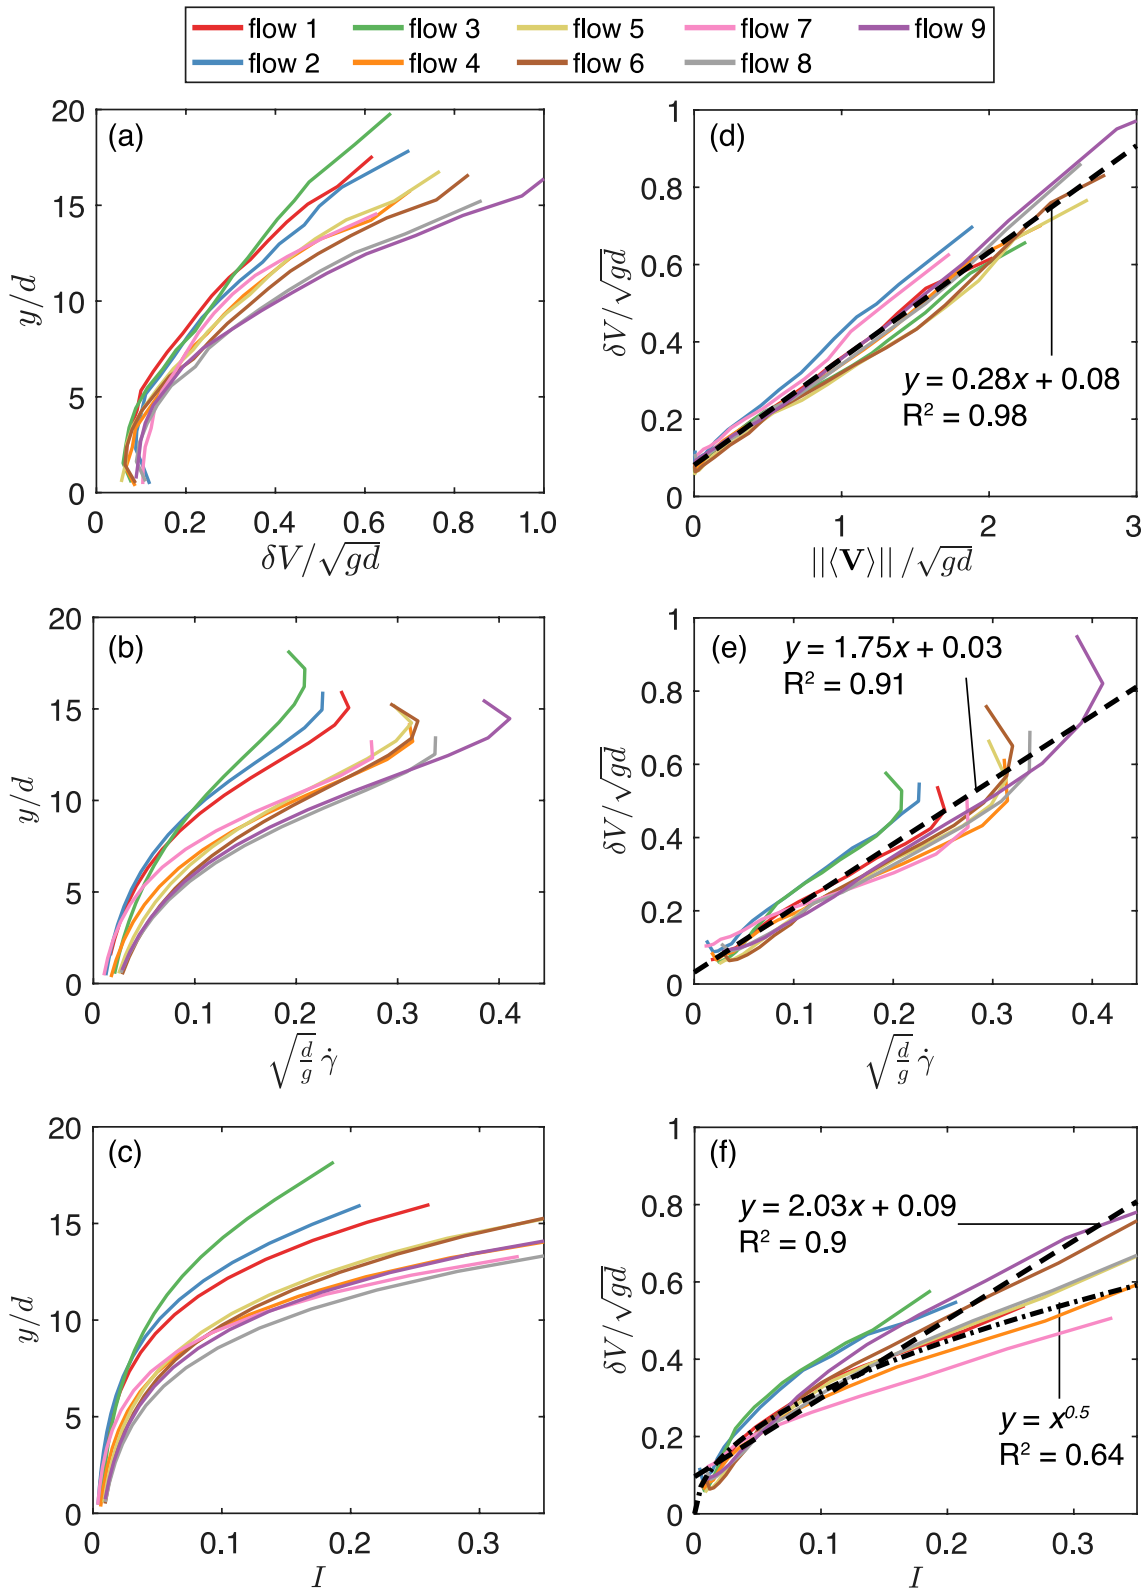 flow 1 flow 3 flow 5 flow 7 flow 9
flow 2 flow 4 flow 6 flow 8
(a)
20
15
10
5
0
y/d
0 0.2 0.4 0.6 0.8 1.0
δV/√gd
(d)
1
0.8
0.6
0.4
0.2
0
δV/√gd
y = 0.28x + 0.08
R² = 0.98
0 1 2 3
||⟨V⟩||/√gd
(b)
20
15
10
5
0
y/d
0 0.1 0.2 0.3 0.4
√(d/g) γ̇
(e)
1
0.8
0.6
0.4
0.2
0
δV/√gd
y = 1.75x + 0.03
R² = 0.91
0 0.1 0.2 0.3 0.4
√(d/g) γ̇
(c)
20
15
10
5
0
y/d
0 0.1 0.2 0.3
I
(f)
1
0.8
0.6
0.4
0.2
0
δV/√gd
y = 2.03x + 0.09
R² = 0.9
y = x^0.5
R² = 0.64
0 0.1 0.2 0.3
I